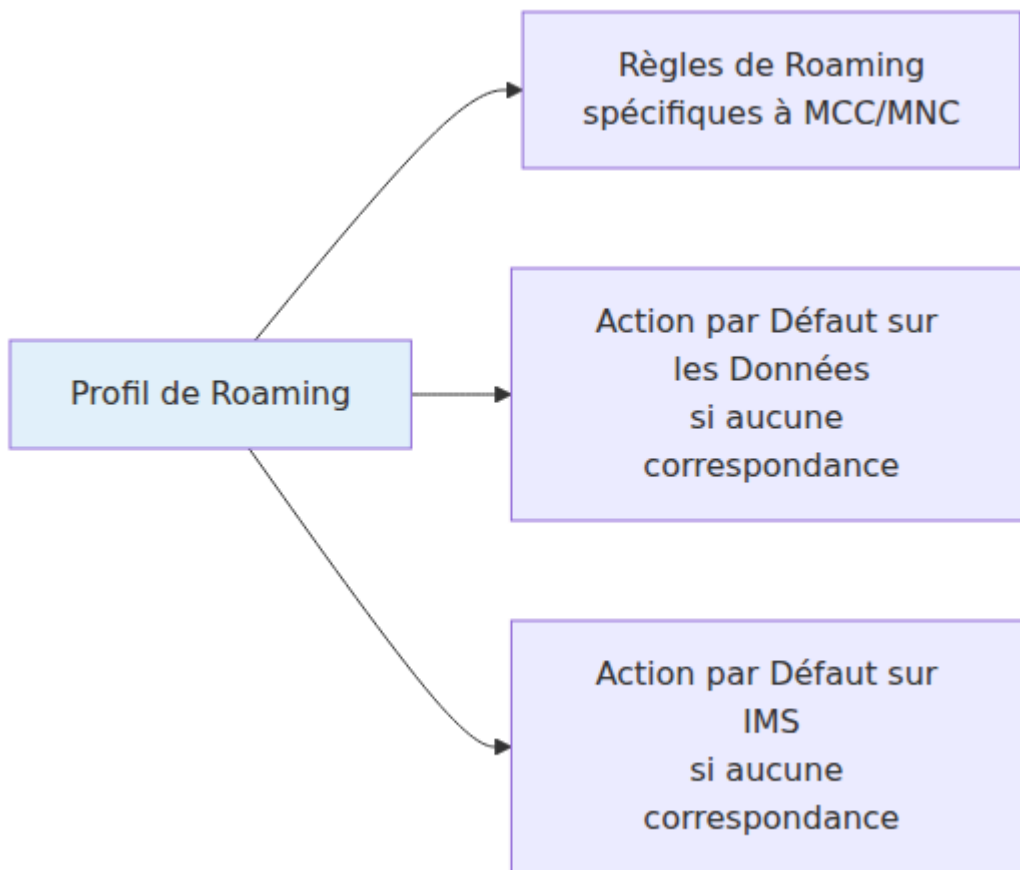 Règles de Roaming
spécifiques à MCC/MNC
Profil de Roaming
Action par Défaut sur
les Données
si aucune
correspondance
Action par Défaut sur
IMS
si aucune
correspondance